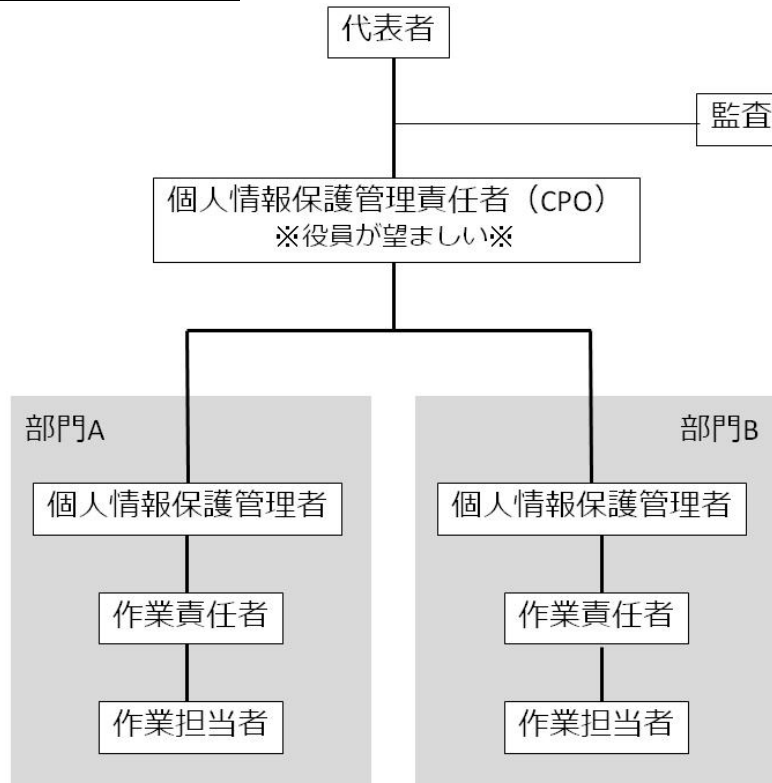 代表者
監査
個人情報保護管理責任者（CPO）
※役員が望ましい※
部門A
部門B
個人情報保護管理者
個人情報保護管理者
作業責任者
作業責任者
作業担当者
作業担当者